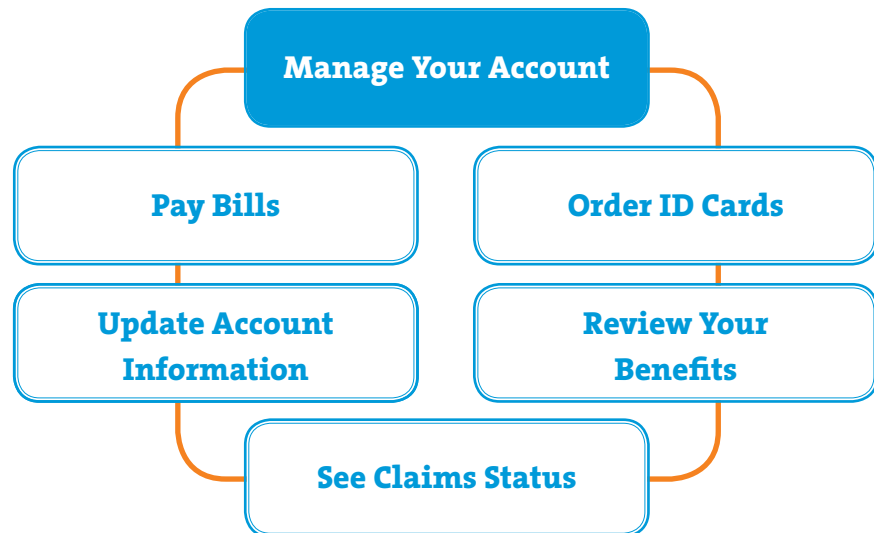 Manage Your Account
Pay Bills
Order ID Cards
Update Account
Information
Review Your
Benefits
See Claims Status